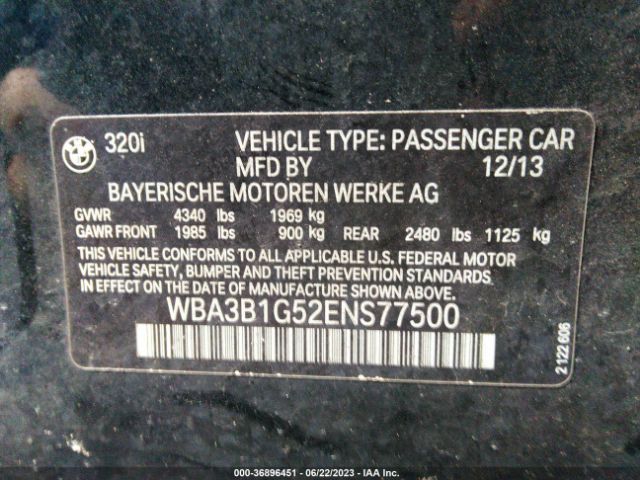 320i VEHICLE TYPE: PASSENGER CAR
MFD BY 12/13
BAYERISCHE MOTOREN WERKE AG
GVWR 4340 lbs 1969 kg
GAWR FRONT 1985 lbs 900 kg REAR 2480 lbs 1125 kg
THIS VEHICLE CONFORMS TO ALL APPLICABLE U.S. FEDERAL MOTOR
VEHICLE SAFETY, BUMPER AND THEFT PREVENTION STANDARDS
IN EFFECT ON THE DATE OF MANUFACTURE SHOWN ABOVE.
WBA3B1G52ENS77500
2 122 606
000-36896451 - 06/22/2023 - IAA Inc.